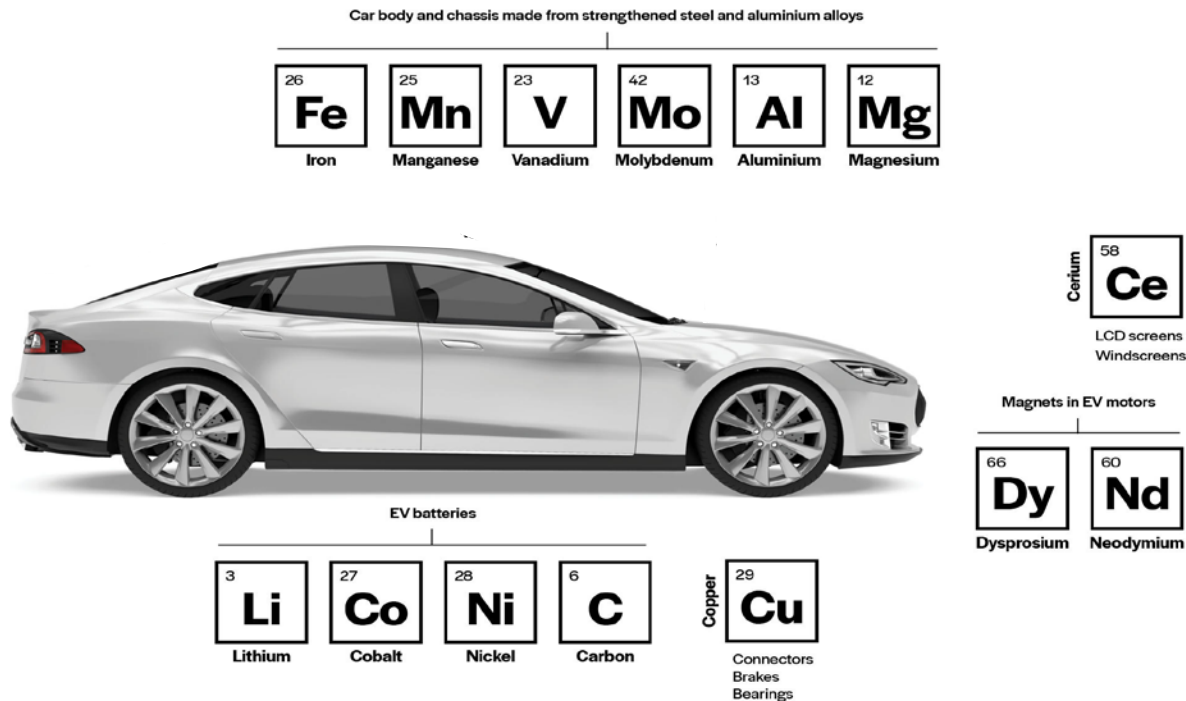 Car body and chassis made from strengthened steel and aluminium alloys
26 25 23 42 13 12
Fe Mn V Mo Al Mg
Iron Manganese Vanadium Molybdenum Aluminium Magnesium
58
Ce
Cerium
LCD screens
Windscreens
Magnets in EV motors
66 60
Dy Nd
Dysprosium Neodymium
EV batteries
3 27 28 6
Li Co Ni C
Lithium Cobalt Nickel Carbon
29
Cu
Copper
Connectors
Brakes
Bearings